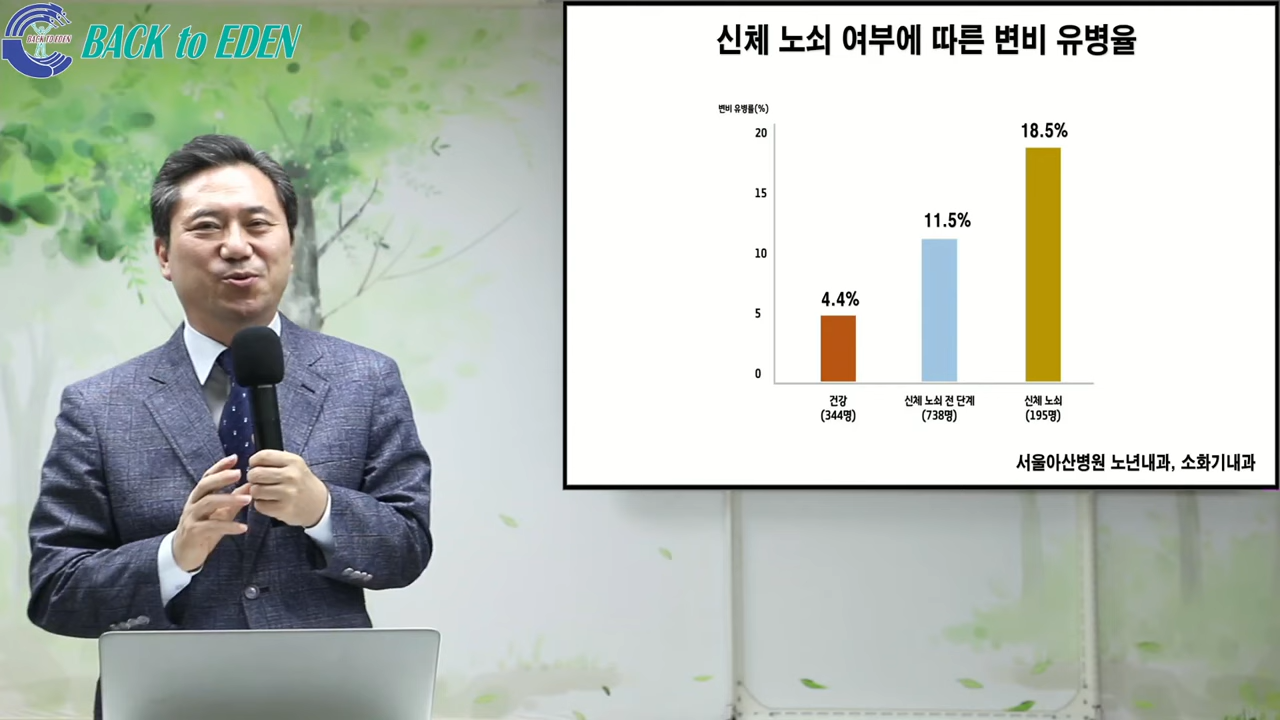 BACK TO EDEN
BACK to EDEN
신체 노쇠 여부에 따른 변비 유병율
변비 유병률(%)
20
15
10
5
0
4.4%
11.5%
18.5%
건강
(344명)
신체 노쇠 전 단계
(738명)
신체 노쇠
(195명)
서울아산병원 노년내과, 소화기내과